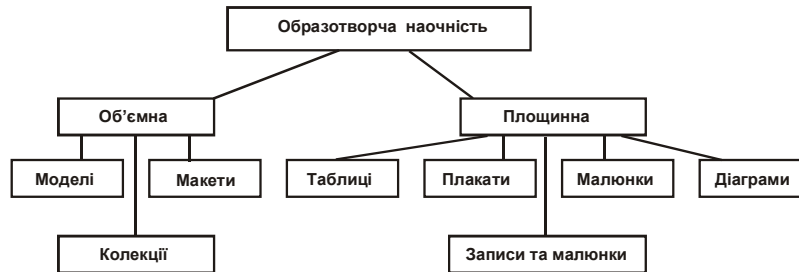 Образотворча наочність
Об’ємна
Площинна
Моделі
Макети
Таблиці
Плакати
Малюнки
Діаграми
Колекції
Записи та малюнки